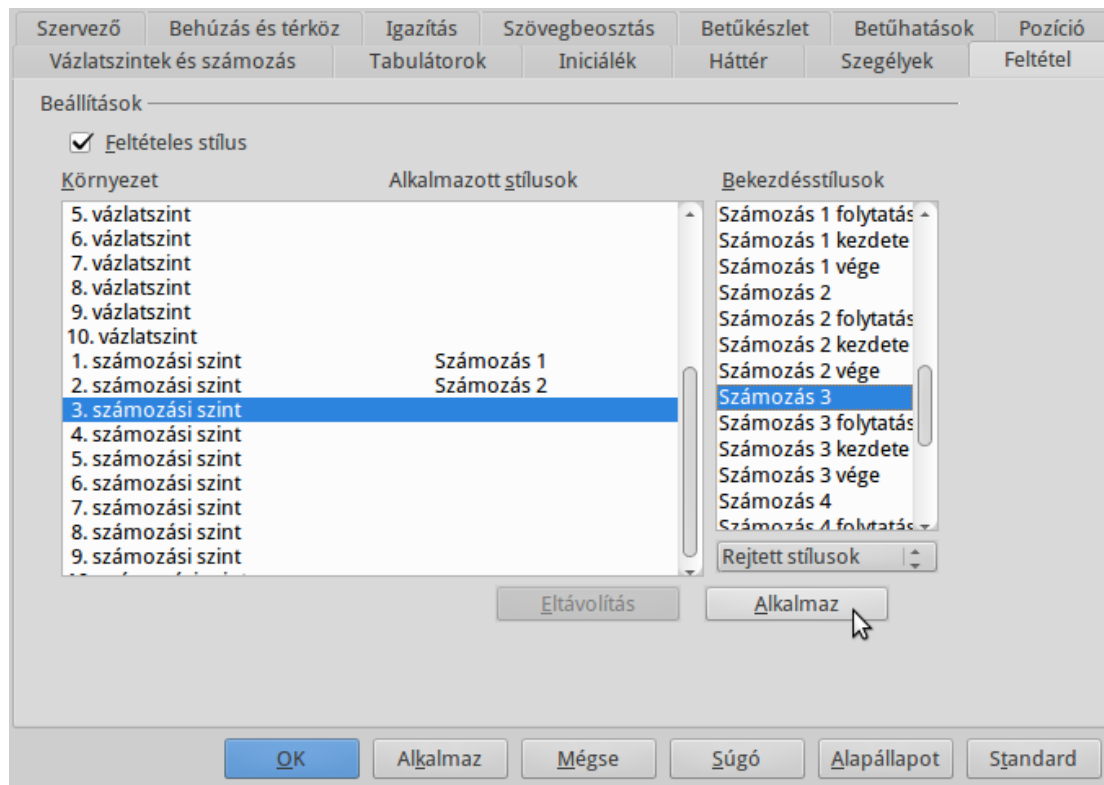 Szervező Behúzás és térköz Igazítás Szövegbeosztás Betűkészlet Betűhatások Pozíció
Vázlatszintek és számozás Tabulátorok Iniciálék Háttér Szegélyek Feltétel
Beállítások
Feltételes stílus
Környezet Alkalmazott stílusok Bekezdésstílusok
5. vázlatszint
6. vázlatszint
7. vázlatszint
8. vázlatszint
9. vázlatszint
10. vázlatszint
1. számozási szint Számozás 1
2. számozási szint Számozás 2
3. számozási szint
4. számozási szint
5. számozási szint
6. számozási szint
7. számozási szint
8. számozási szint
9. számozási szint
Számozás 1 folytatás
Számozás 1 kezdete
Számozás 1 vége
Számozás 2
Számozás 2 folytatás
Számozás 2 kezdete
Számozás 2 vége
Számozás 3
Számozás 3 folytatás
Számozás 3 kezdete
Számozás 3 vége
Számozás 4
Számozás 4 folytatás
Rejtett stílusok
Eltávolítás Alkalmaz
OK Alkalmaz Mégse Súgó Alapállapot Standard